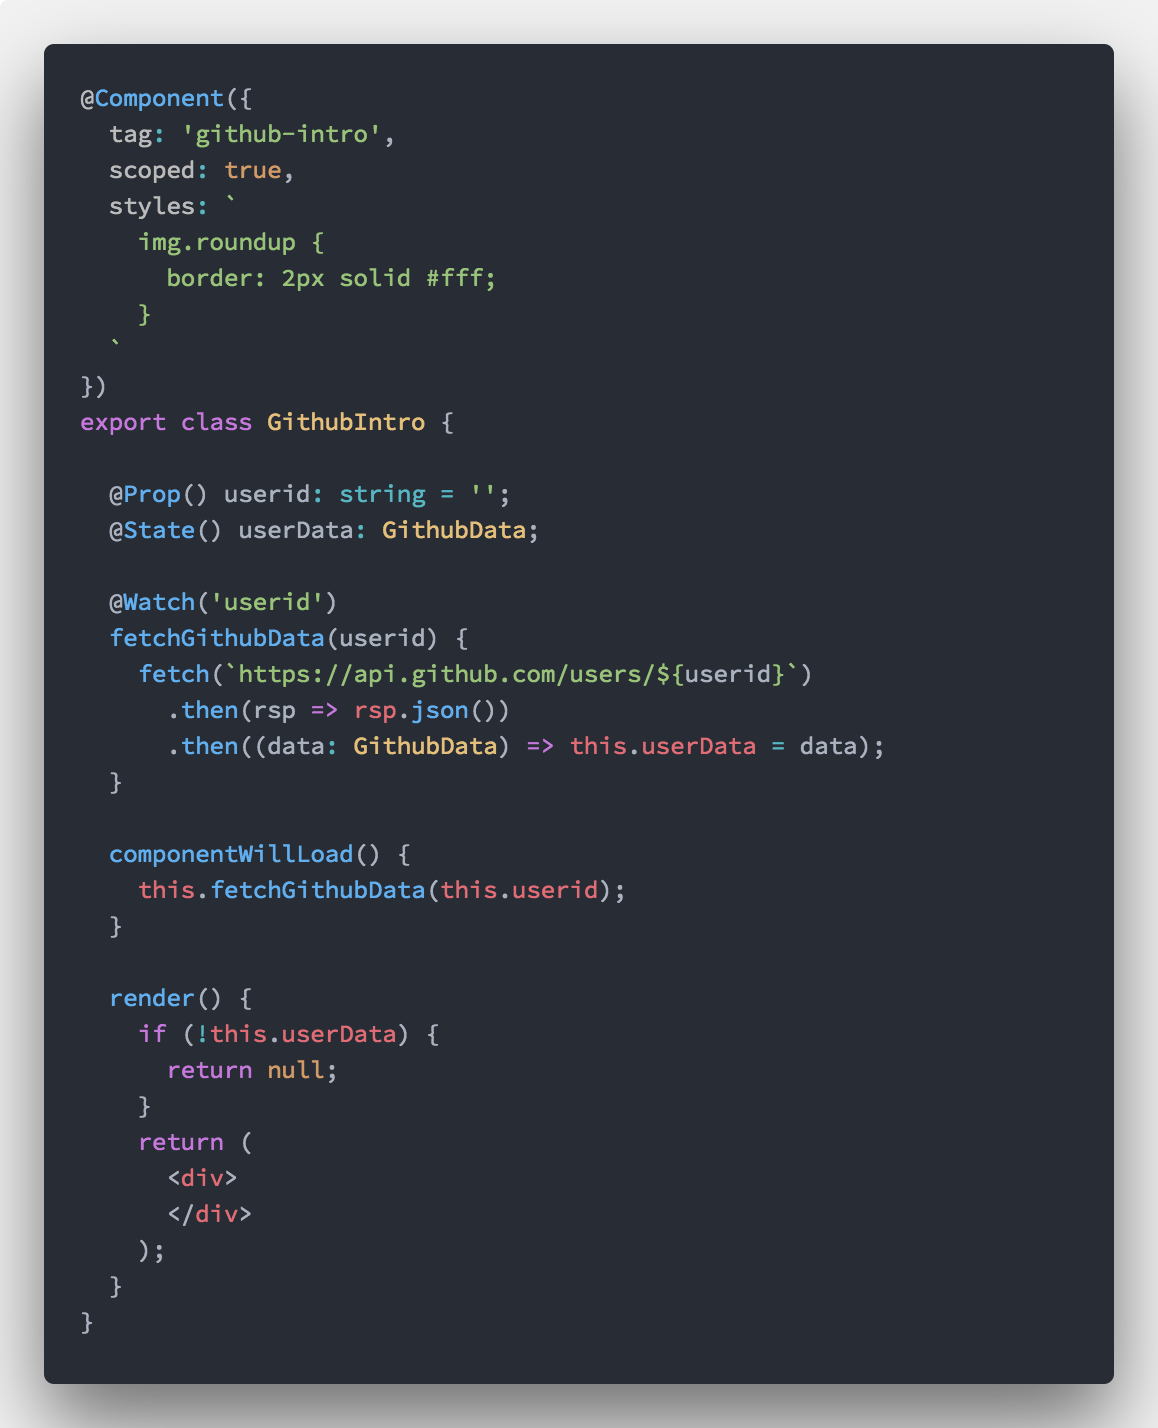 @Component({
  tag: 'github-intro',
  scoped: true,
  styles: `
    img.roundup {
      border: 2px solid #fff;
    }
  `
})
export class GithubIntro {

  @Prop() userid: string = '';
  @State() userData: GithubData;

  @Watch('userid')
  fetchGithubData(userid) {
    fetch(`https://api.github.com/users/${userid}`)
      .then(rsp => rsp.json())
      .then((data: GithubData) => this.userData = data);
  }

  componentWillLoad() {
    this.fetchGithubData(this.userid);
  }

  render() {
    if (!this.userData) {
      return null;
    }
    return (
      <div>
      </div>
    );
  }
}